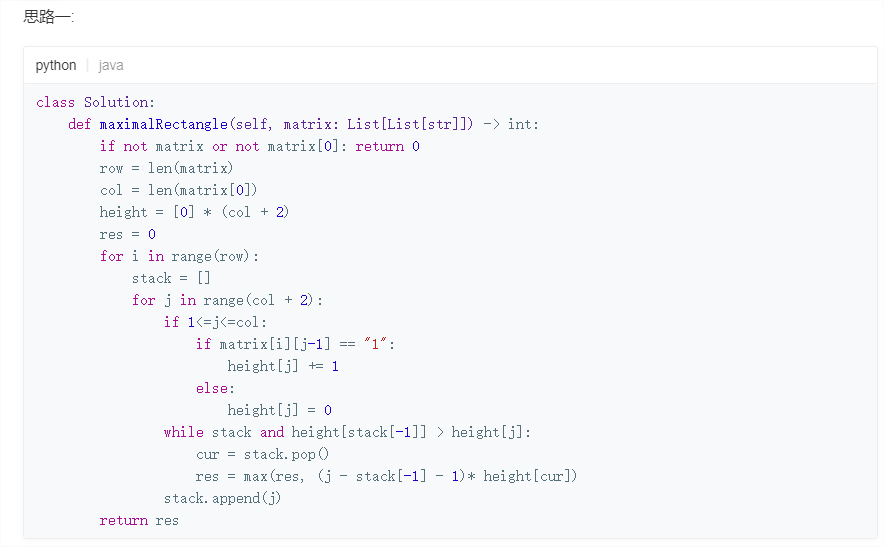 思路一:
python | java
class Solution:
    def maximalRectangle(self, matrix: List[List[str]]) -> int:
        if not matrix or not matrix[0]: return 0
        row = len(matrix)
        col = len(matrix[0])
        height = [0] * (col + 2)
        res = 0
        for i in range(row):
            stack = []
            for j in range(col + 2):
                if 1<=j<=col:
                    if matrix[i][j-1] == "1":
                        height[j] += 1
                    else:
                        height[j] = 0
                while stack and height[stack[-1]] > height[j]:
                    cur = stack.pop()
                    res = max(res, (j - stack[-1] - 1)* height[cur])
                stack.append(j)
        return res